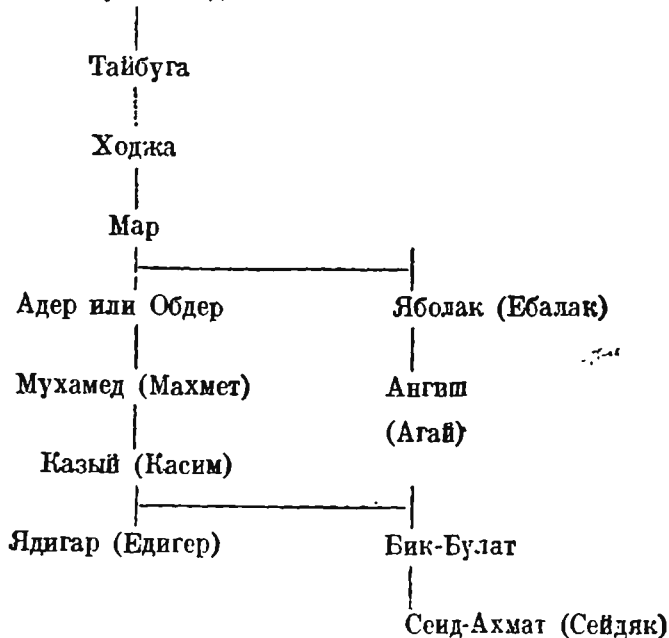 Тайбуга
Ходжа
Мар
Адер или Обдер Яболак (Ебалак)
Мухамед (Махмет) Ангиш
(Агай)
Казый (Касим)
Ядигар (Едигер) Бик-Булат
Сеид-Ахмат (Сейдяк)